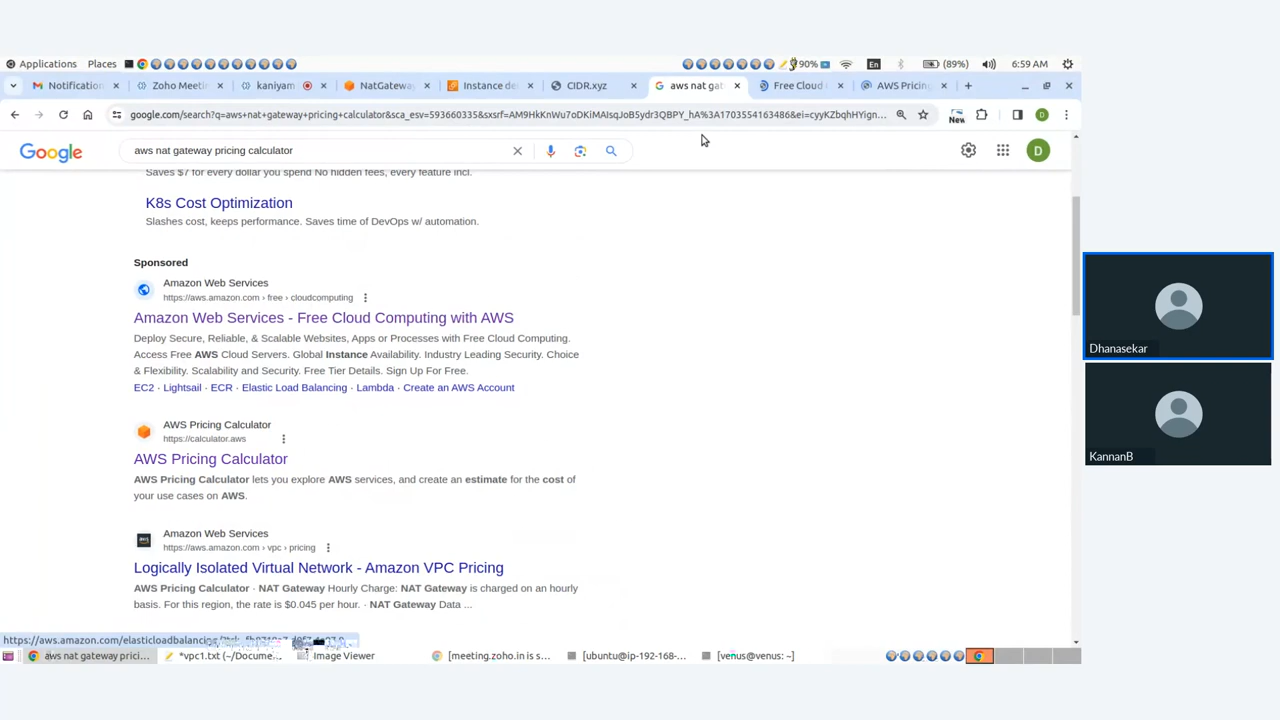 Applications Places 90% En (89%) 6:59 AM
Notification Zoho Meeti kaniyam NatGateway Instance de CIDR.xyz aws nat gat Free Cloud AWS Pricing
google.com/search?q=aws+nat+gateway+pricing+calculator&sca_esv=593660335&sxsrf=AM9HkKnWu7oDKiMAIsqJoB5ydr3QBPY_hA%3A1703554163486&ei=cyyKZbqhHYign... New D
Google aws nat gateway pricing calculator D
Saves $7 for every dollar you spend No hidden fees, every feature incl.
K8s Cost Optimization
Slashes cost, keeps performance. Saves time of DevOps w/ automation.
Sponsored
Amazon Web Services
https://aws.amazon.com › free › cloudcomputing
Amazon Web Services - Free Cloud Computing with AWS
Deploy Secure, Reliable, & Scalable Websites, Apps or Processes with Free Cloud Computing.
Access Free AWS Cloud Servers. Global Instance Availability. Industry Leading Security. Choice
& Flexibility. Scalability and Security. Free Tier Details. Sign Up For Free.
EC2 · Lightsail · ECR · Elastic Load Balancing · Lambda · Create an AWS Account
AWS Pricing Calculator
https://calculator.aws
AWS Pricing Calculator
AWS Pricing Calculator lets you explore AWS services, and create an estimate for the cost of
your use cases on AWS.
Amazon Web Services
https://aws.amazon.com › vpc › pricing
Logically Isolated Virtual Network - Amazon VPC Pricing
AWS Pricing Calculator · NAT Gateway Hourly Charge: NAT Gateway is charged on an hourly
basis. For this region, the rate is $0.045 per hour. · NAT Gateway Data ...
https://aws.amazon.com/elasticloadbalancing
aws nat gateway prici... *vpc1.txt (~/Docume... Image Viewer [meeting.zoho.in is s... [ubuntu@ip-192-168-... [venus@venus: ~]
Dhanasekar
KannanB